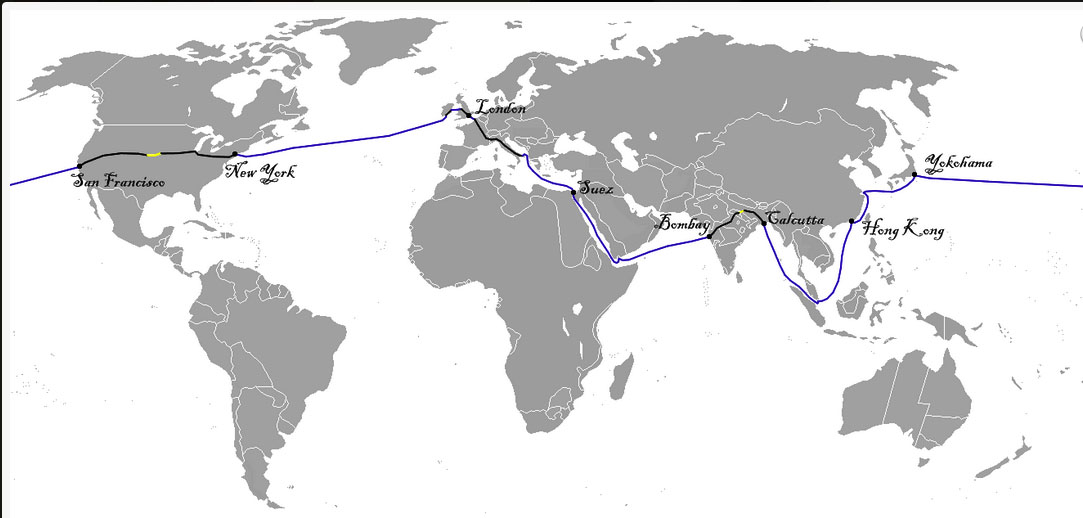 London
Yokohama
New York
San Francisco
Suez
Bombay
Calcutta
Hong Kong